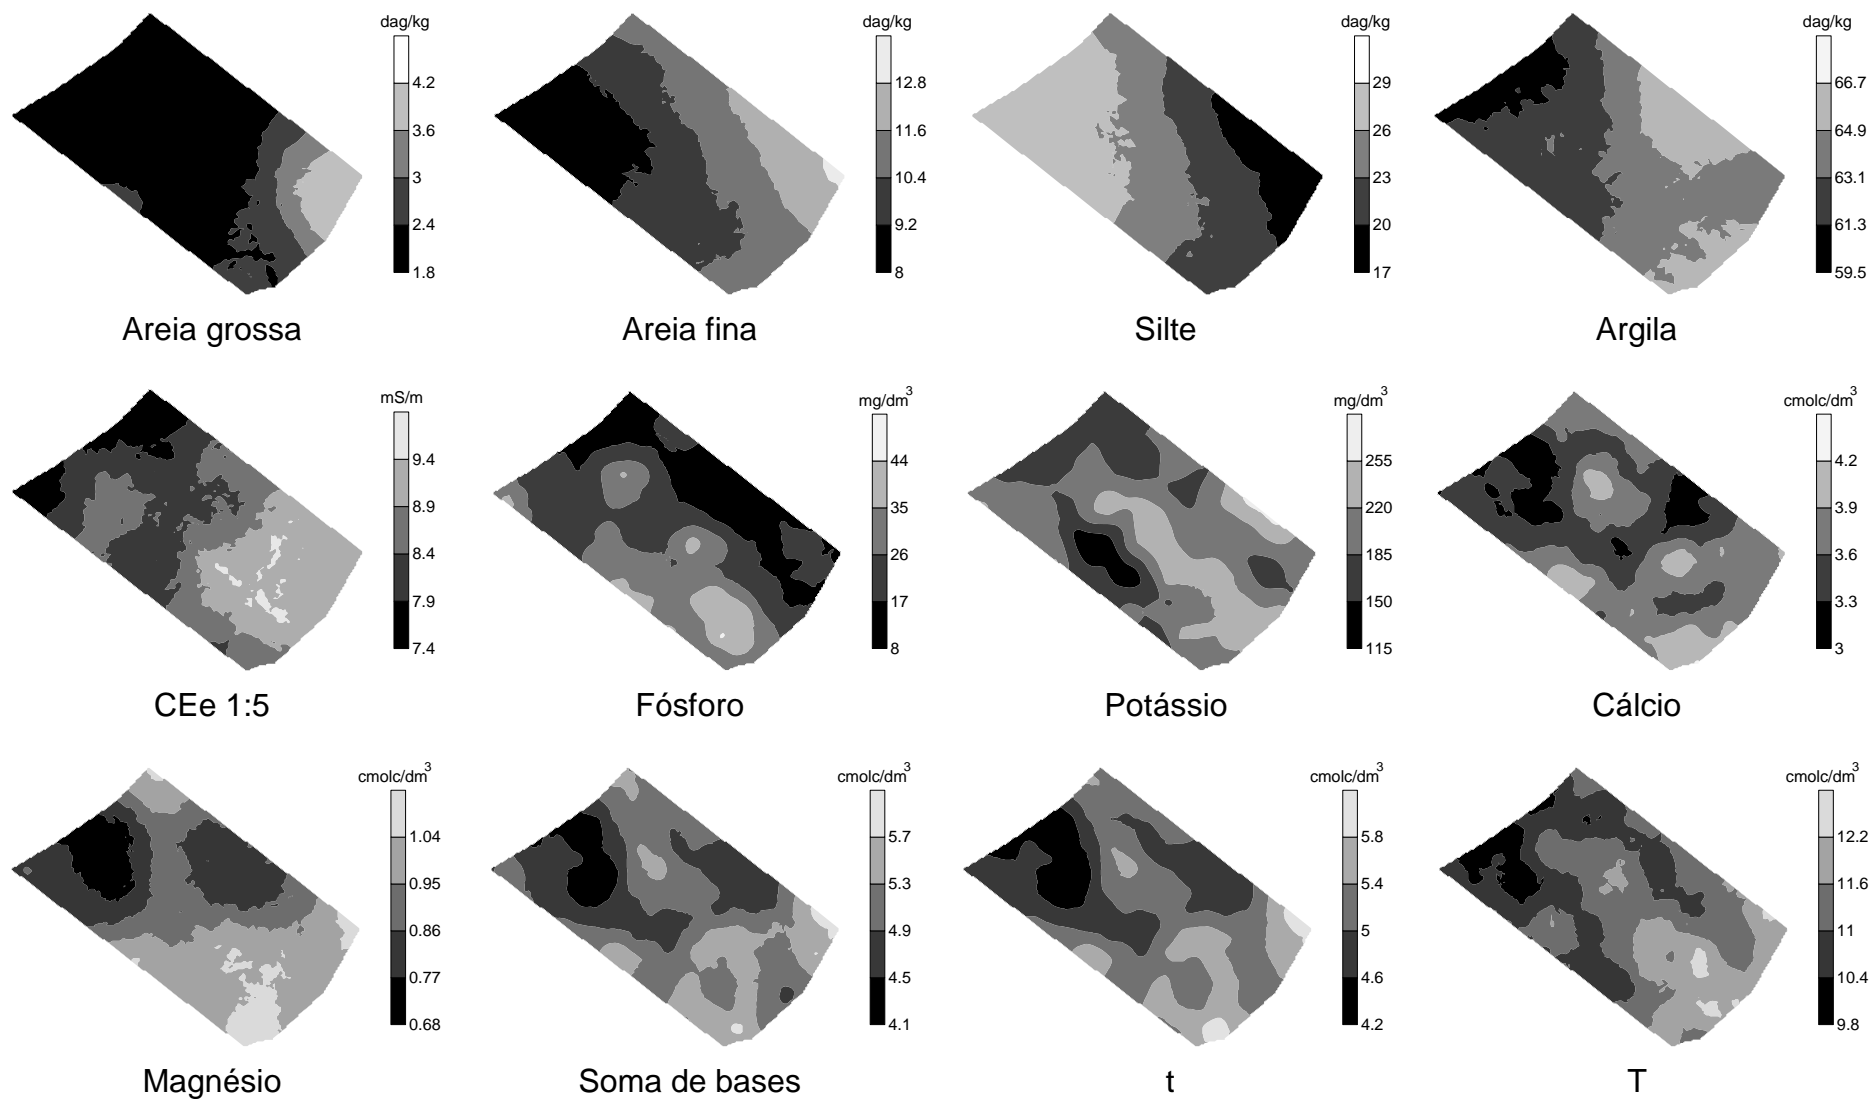 dag/kg
4.2
3.6
3
2.4
1.8
Areia grossa
dag/kg
12.8
11.6
10.4
9.2
8
Areia fina
dag/kg
29
26
23
20
17
Silte
dag/kg
66.7
64.9
63.1
61.3
59.5
Argila
mS/m
9.4
8.9
8.4
7.9
7.4
CEe 1:5
mg/dm³
44
35
26
17
8
Fósforo
mg/dm³
255
220
185
150
115
Potássio
cmolc/dm³
4.2
3.9
3.6
3.3
3
Cálcio
cmolc/dm³
1.04
0.95
0.86
0.77
0.68
Magnésio
cmolc/dm³
5.7
5.3
4.9
4.5
4.1
Soma de bases
cmolc/dm³
5.8
5.4
5
4.6
4.2
t
cmolc/dm³
12.2
11.6
11
10.4
9.8
T